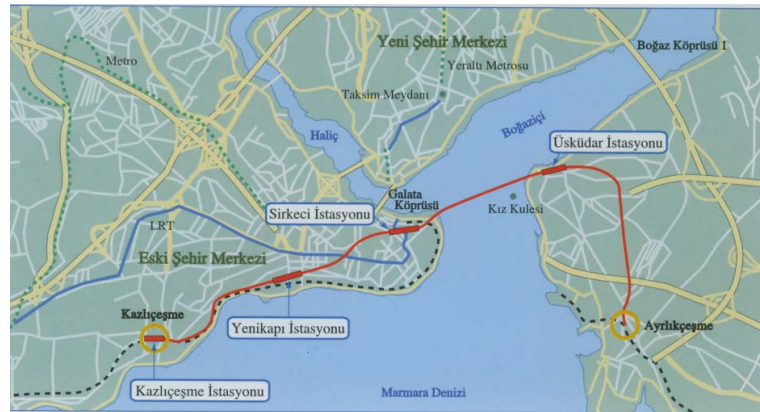 Yeni Şehir Merkezi
Boğaz Köprüsü 1
Metro
Yeraltı Metrosu
Taksim Meydanı
Haliç
Boğaziçi
Üsküdar İstasyonu
Galata
Köprüsü
Sirkeci İstasyonu
Kız Kulesi
LRT
Eski Şehir Merkezi
Kazlıçeşme
Yenikapı İstasyonu
Ayrlıkçeşme
Kazlıçeşme İstasyonu
Marmara Denizi